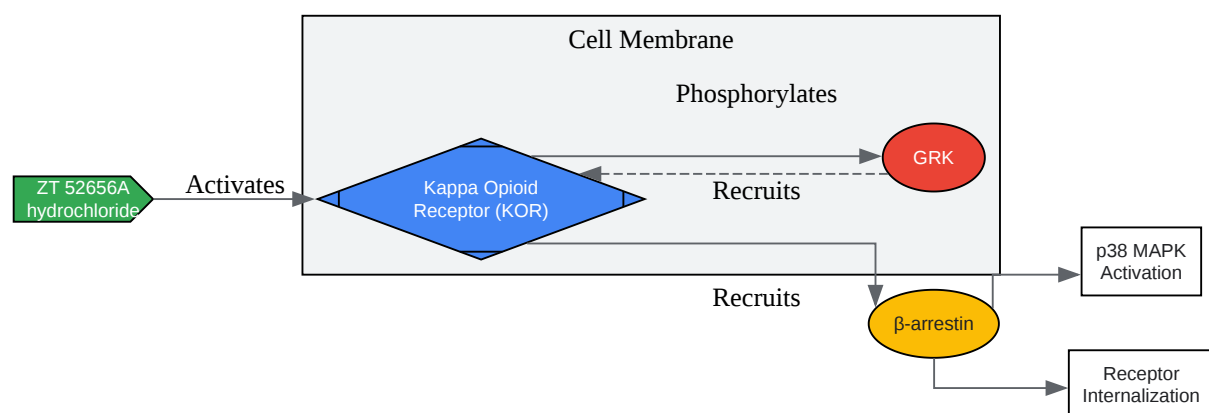 Cell Membrane
Phosphorylates
GRK
ZT 52656A
hydrochloride
Activates
Kappa Opioid
Receptor (KOR)
Recruits
p38 MAPK
Activation
Recruits
β-arrestin
Receptor
Internalization